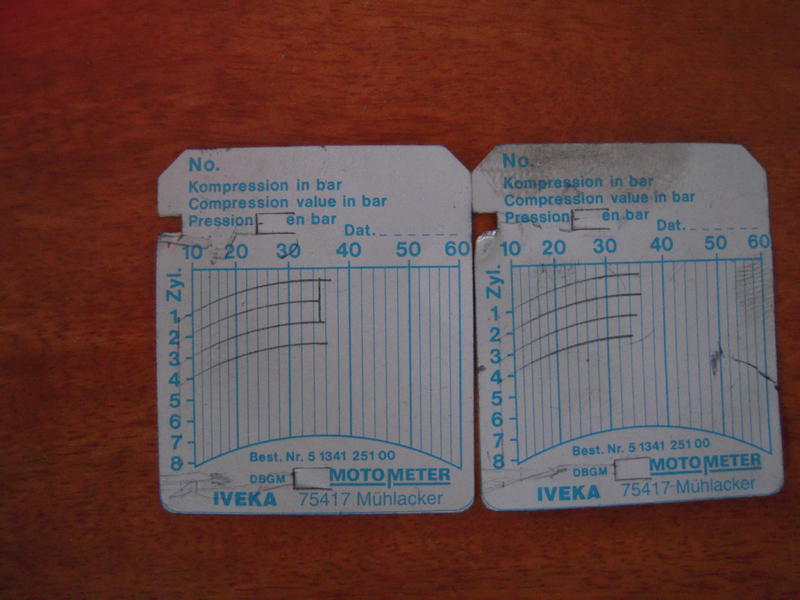 No.
Kompression in bar
Compression value in bar
Pression en bar
Dat.
10 20 30 40 50 60
Zyl.
1
2
3
4
5
6
7
8
Best. Nr. 5 1341 251 00
DBGM MOTOMETER
IVEKA 75417 Mühlacker
No.
Kompression in bar
Compression value in bar
Pression en bar
Dat.
10 20 30 40 50 60
Zyl.
1
2
3
4
5
6
7
8
Best. Nr. 5 1341 251 00
DBGM MOTOMETER
IVEKA 75417 Mühlacker